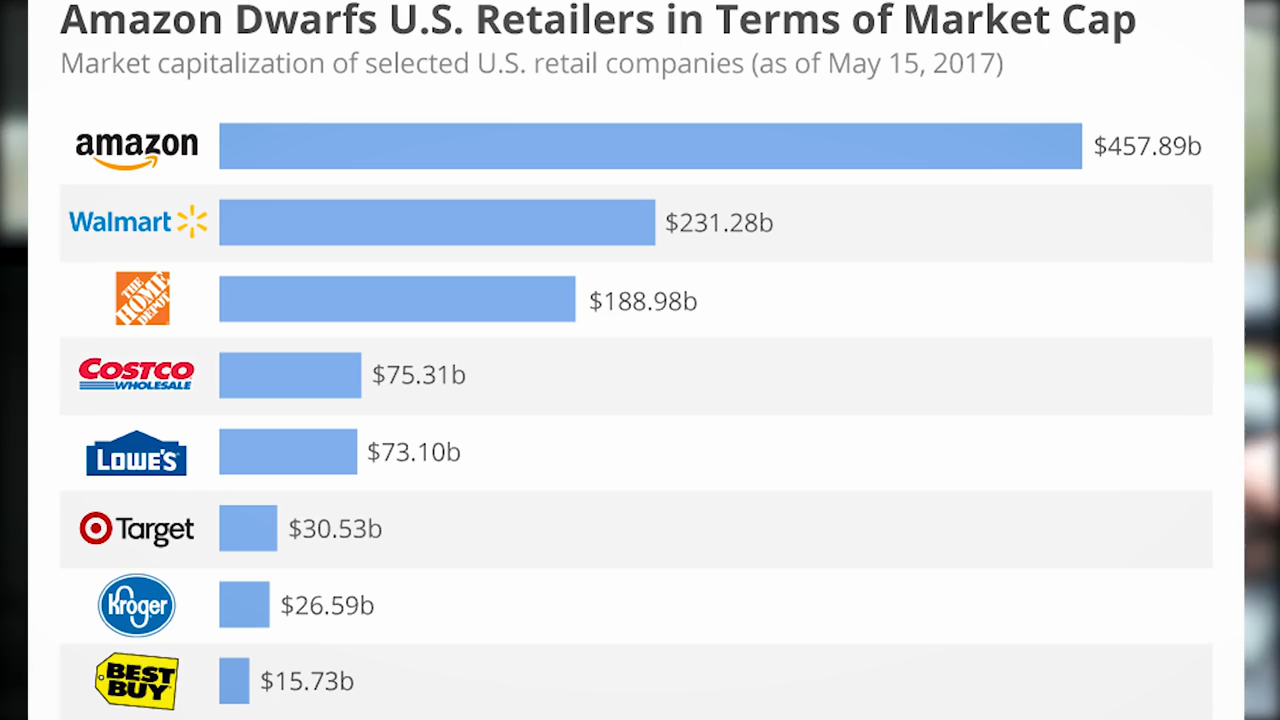 Amazon Dwarfs U.S. Retailers in Terms of Market Cap
Market capitalization of selected U.S. retail companies (as of May 15, 2017)
amazon $457.89b
Walmart $231.28b
THE HOME DEPOT $188.98b
COSTCO WHOLESALE $75.31b
LOWE'S $73.10b
Target $30.53b
Kroger $26.59b
BEST BUY $15.73b